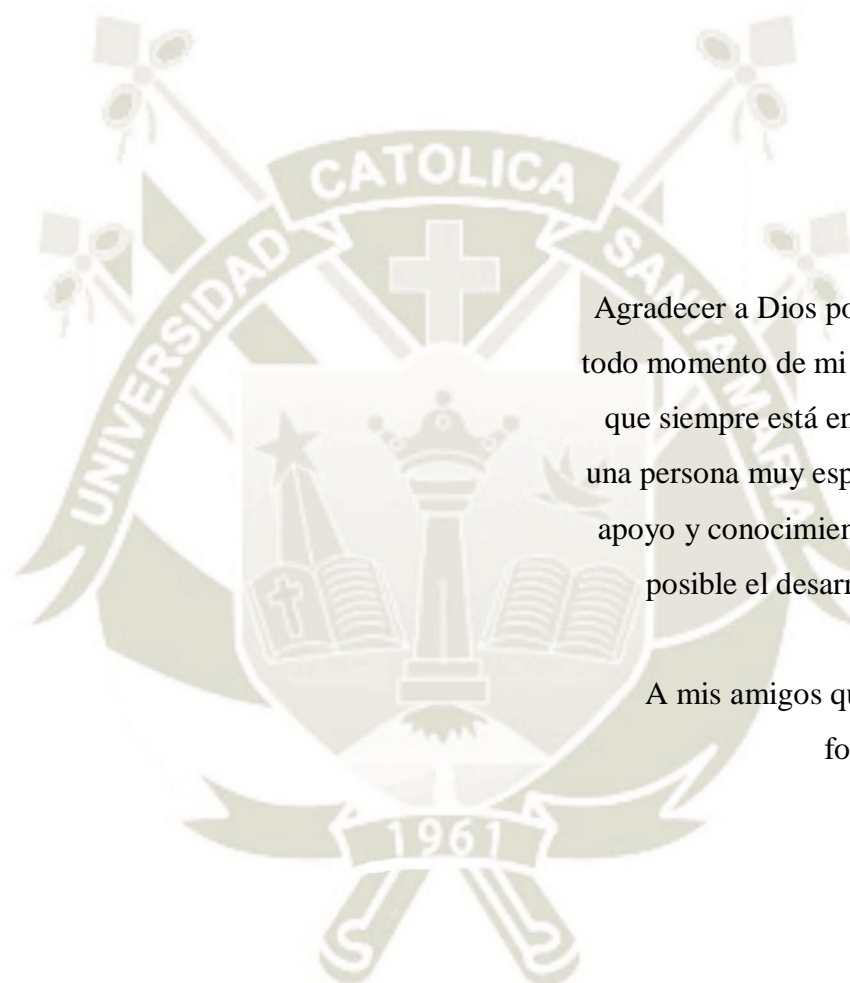 UNIVERSIDAD CATOLICA SANTA MARIA
Agradecer a Dios po
todo momento de mi
que siempre está en
una persona muy esp
apoyo y conocimien
posible el desarr
A mis amigos qu
fo
1961